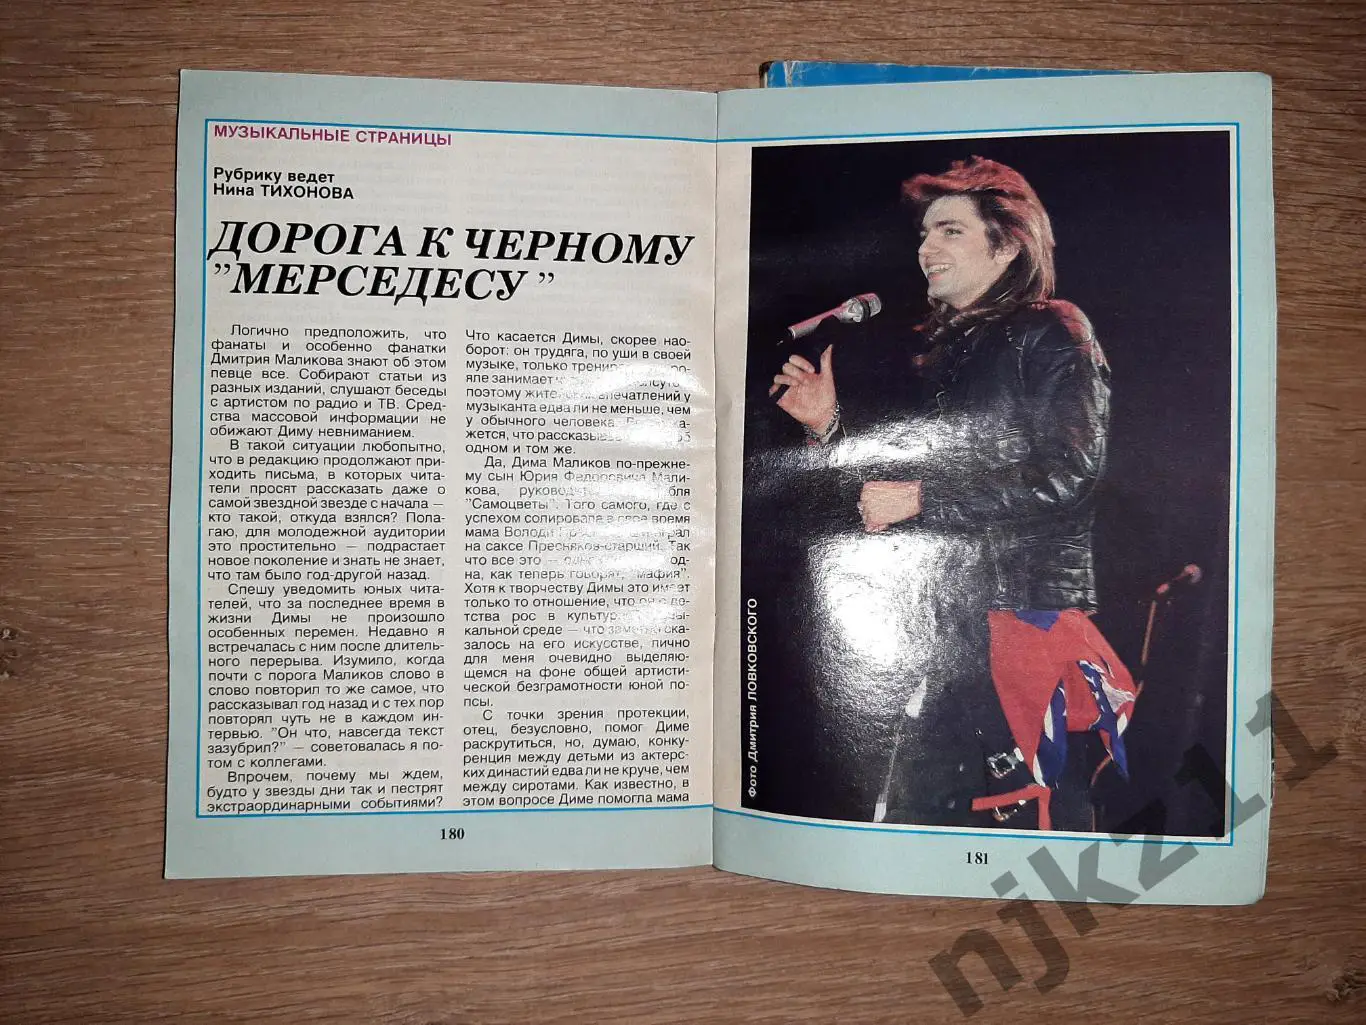 МУЗЫКАЛЬНЫЕ СТРАНИЦЫ
Рубрику ведет
Нина ТИХОНОВА
ДОРОГА К ЧЕРНОМУ
"МЕРСЕДЕСУ"
Логично предположить, что
фанаты и особенно фанатки
Дмитрия Маликова знают об этом
певце все. Собирают статьи из
разных изданий, слушают беседы
с артистом по радио и ТВ. Сред-
ства массовой информации не
обижают Диму невниманием.
В такой ситуации любопытно,
что в редакцию продолжают при-
ходить письма, в которых чита-
тели просят рассказать даже о
самой звездной звезде с начала –
кто такой, откуда взялся? Пола-
гаю, для молодежной аудитории
это простительно — подрастает
новое поколение и знать не знает,
что там было год-другой назад.
Спешу уведомить юных чита-
телей, что за последнее время в
жизни Димы не произошло
особенных перемен. Недавно я
встречалась с ним после длитель-
ного перерыва. Изумило, когда
почти с порога Маликов слово в
слово повторил то же самое, что
рассказывал год назад и с тех пор
повторял чуть не в каждом ин-
тервью. "Он что, навсегда текст
зазубрил?" – советовалась я по-
том с коллегами.
Впрочем, почему мы ждем,
будто у звезды дни так и пестрят
экстраординарными событиями?
Что касается Димы, скорее нао-
борот: он трудяга, по уши в своей
музыке, только
яле занимает
поэтому впечатлений у
музыканта едва ли не меньше, чем
у обычного человека.
жется, что
одном и том же.
Да, Дима Маликов по-прежне-
му сын Юрия Федоровича Мали-
кова,
"Самоцветы". Того самого, где с
успехом солировала в свое время
мама Володи
на саксе Пресняков-старший. Так
что все это –
на, как теперь говорят, "мафия".
Хотя к творчеству Димы это имеет
только то отношение, что он с де-
тства рос в
кальной среде – что ска-
залось на его искусстве, лично
для меня очевидно выделяю-
щемся на фоне общей артисти-
ческой безграмотности юной по-
псы.
С точки зрения протекции,
отец, безусловно, помог Диме
раскрутиться, но, думаю, конку-
ренция между детьми из актер-
ских династий едва ли не круче, чем
между сиротами. Как известно, в
этом вопросе Диме помогла мама
180
Фото Дмитрия ЛОВКОВСКОГО
181
njkz11